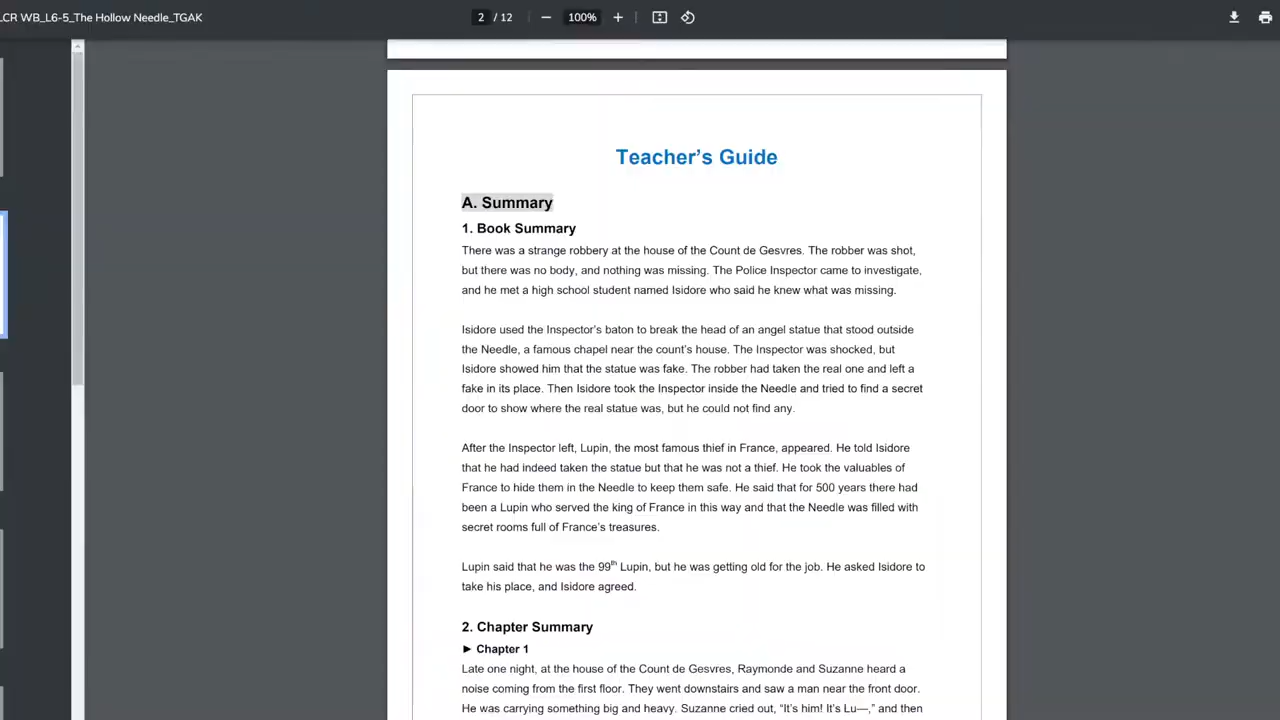 LCR WB_L6-5_The Hollow Needle_TGAK
2 / 12
100%
Teacher’s Guide
A. Summary
1. Book Summary
There was a strange robbery at the house of the Count de Gesvres. The robber was shot,
but there was no body, and nothing was missing. The Police Inspector came to investigate,
and he met a high school student named Isidore who said he knew what was missing.
Isidore used the Inspector’s baton to break the head of an angel statue that stood outside
the Needle, a famous chapel near the count’s house. The Inspector was shocked, but
Isidore showed him that the statue was fake. The robber had taken the real one and left a
fake in its place. Then Isidore took the Inspector inside the Needle and tried to find a secret
door to show where the real statue was, but he could not find any.
After the Inspector left, Lupin, the most famous thief in France, appeared. He told Isidore
that he had indeed taken the statue but that he was not a thief. He took the valuables of
France to hide them in the Needle to keep them safe. He said that for 500 years there had
been a Lupin who served the king of France in this way and that the Needle was filled with
secret rooms full of France’s treasures.
Lupin said that he was the 99th Lupin, but he was getting old for the job. He asked Isidore to
take his place, and Isidore agreed.
2. Chapter Summary
► Chapter 1
Late one night, at the house of the Count de Gesvres, Raymonde and Suzanne heard a
noise coming from the first floor. They went downstairs and saw a man near the front door.
He was carrying something big and heavy. Suzanne cried out, “It’s him! It’s Lu—,” and then